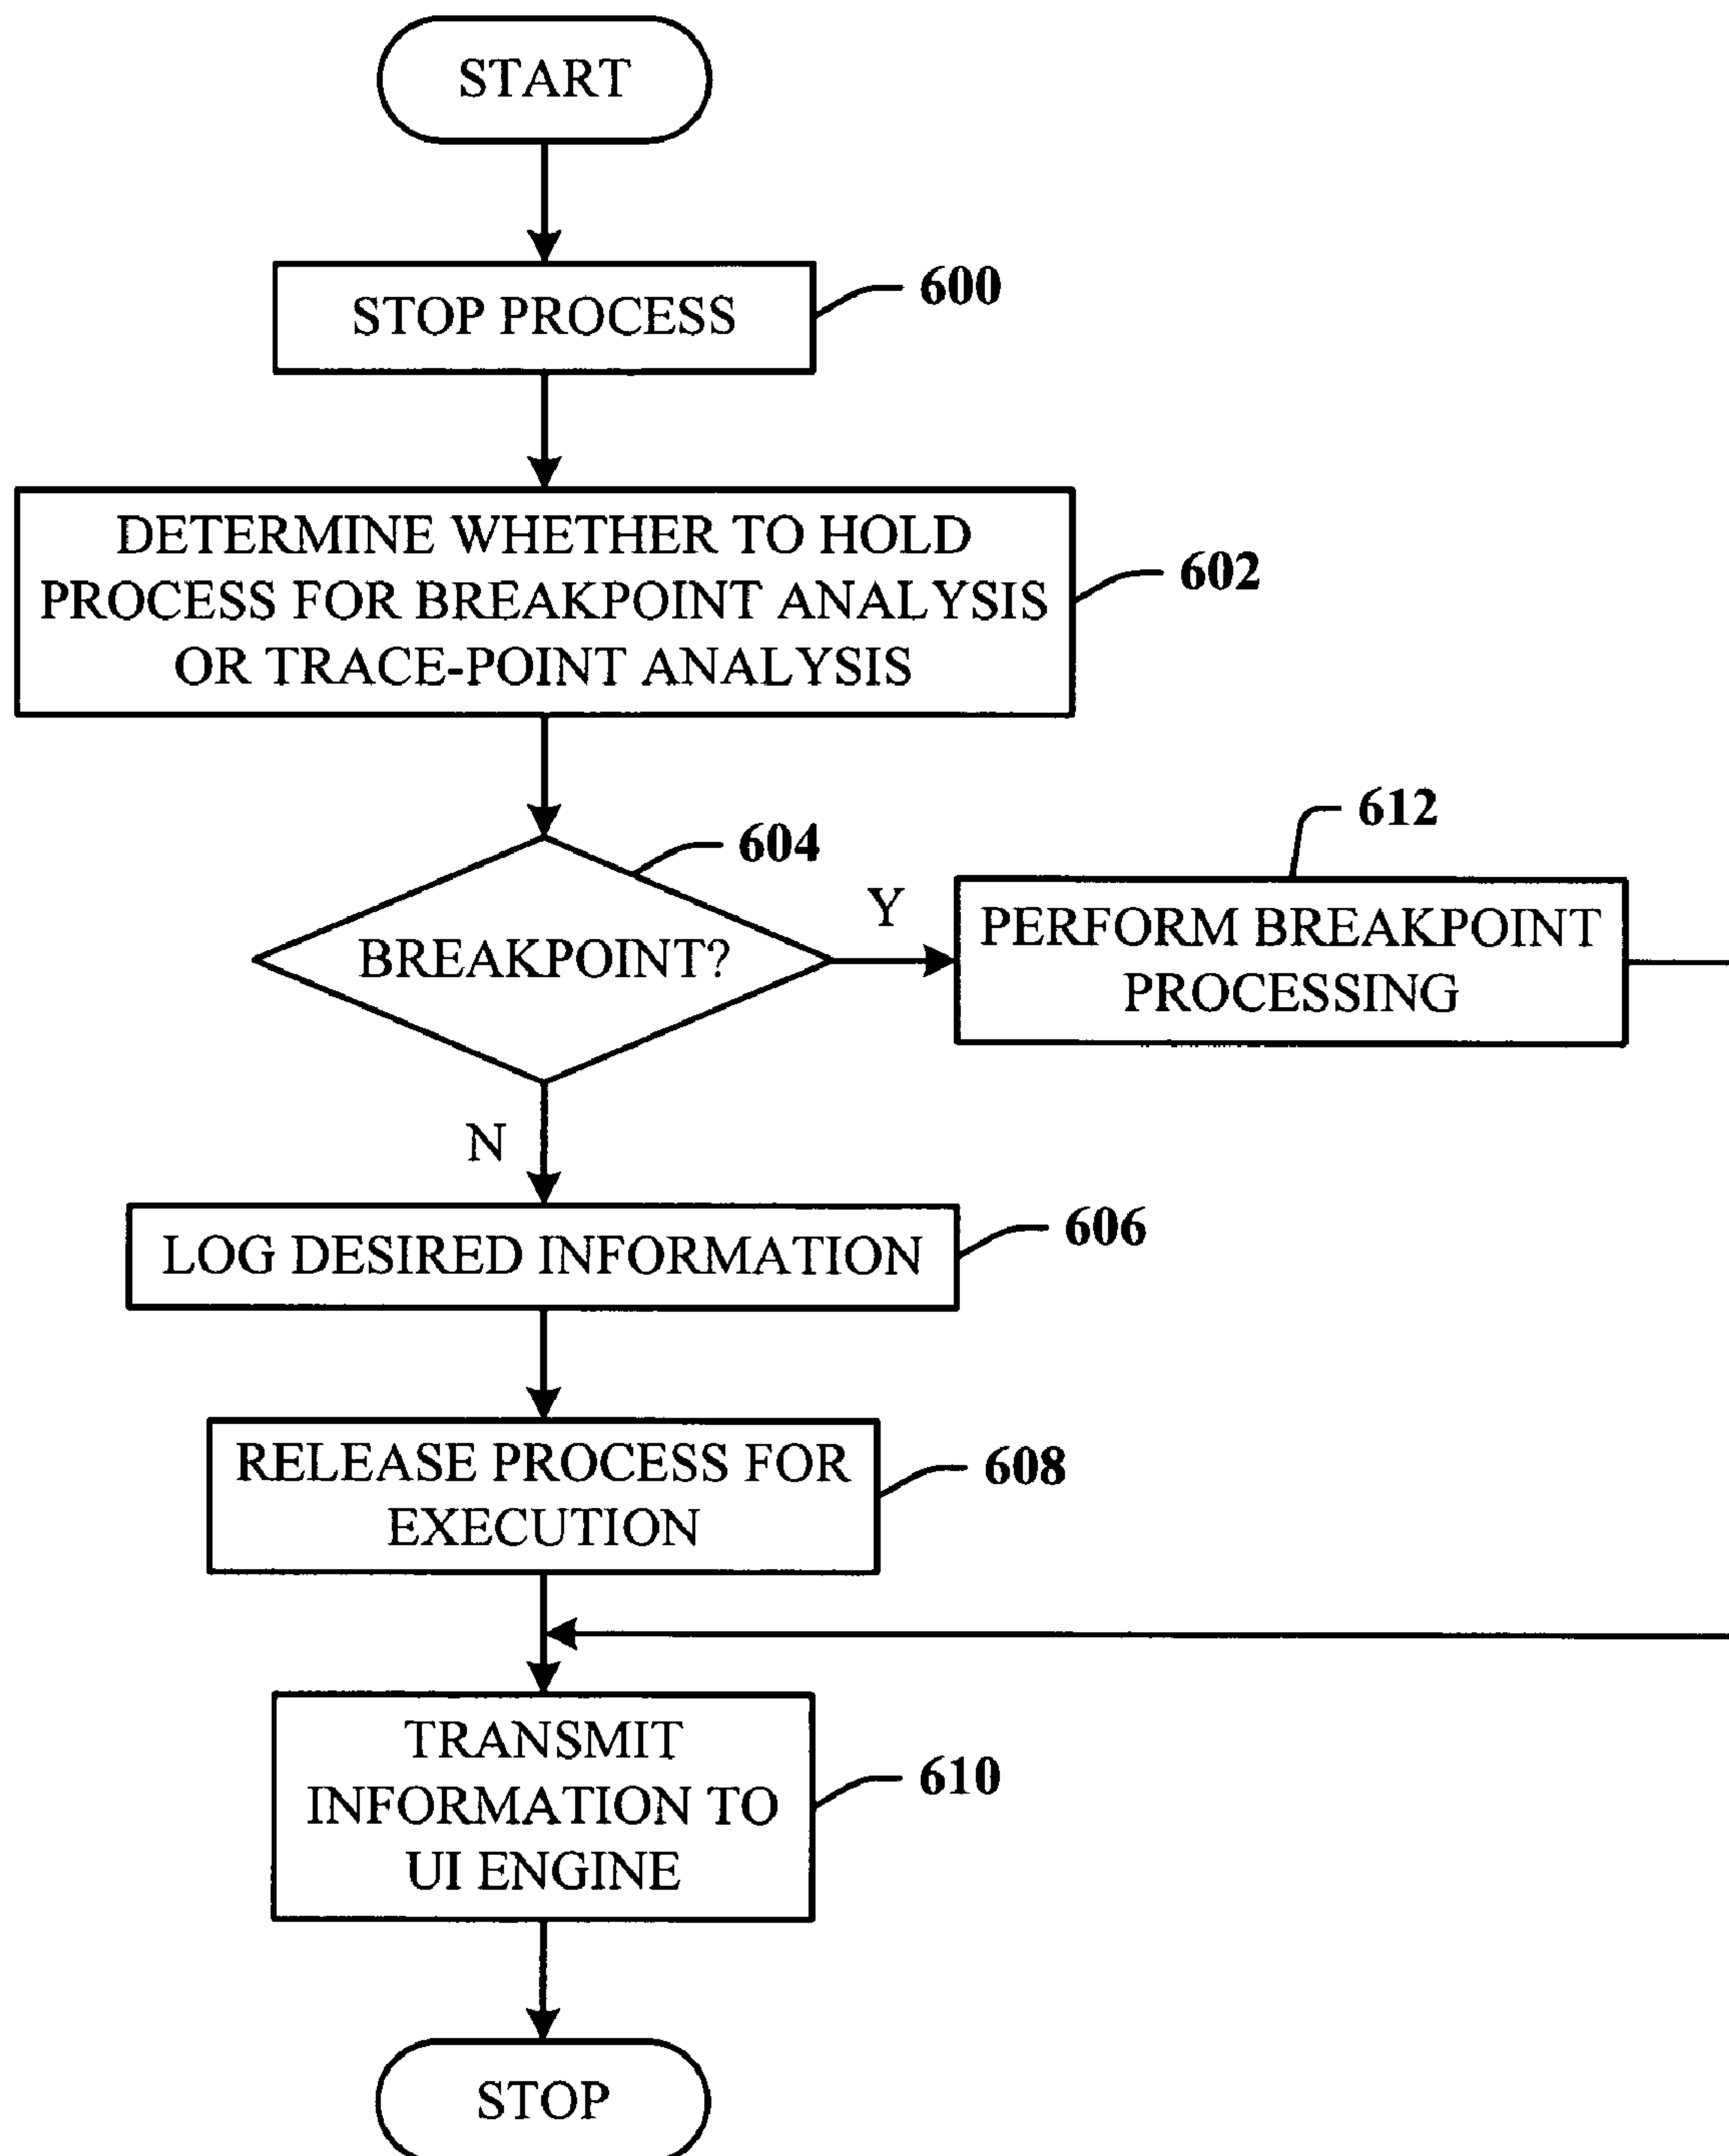 START
STOP PROCESS
600
DETERMINE WHETHER TO HOLD
PROCESS FOR BREAKPOINT ANALYSIS
OR TRACE-POINT ANALYSIS
602
604
BREAKPOINT?
Y
612
PERFORM BREAKPOINT
PROCESSING
N
LOG DESIRED INFORMATION
606
RELEASE PROCESS FOR
EXECUTION
608
TRANSMIT
INFORMATION TO
UI ENGINE
610
STOP